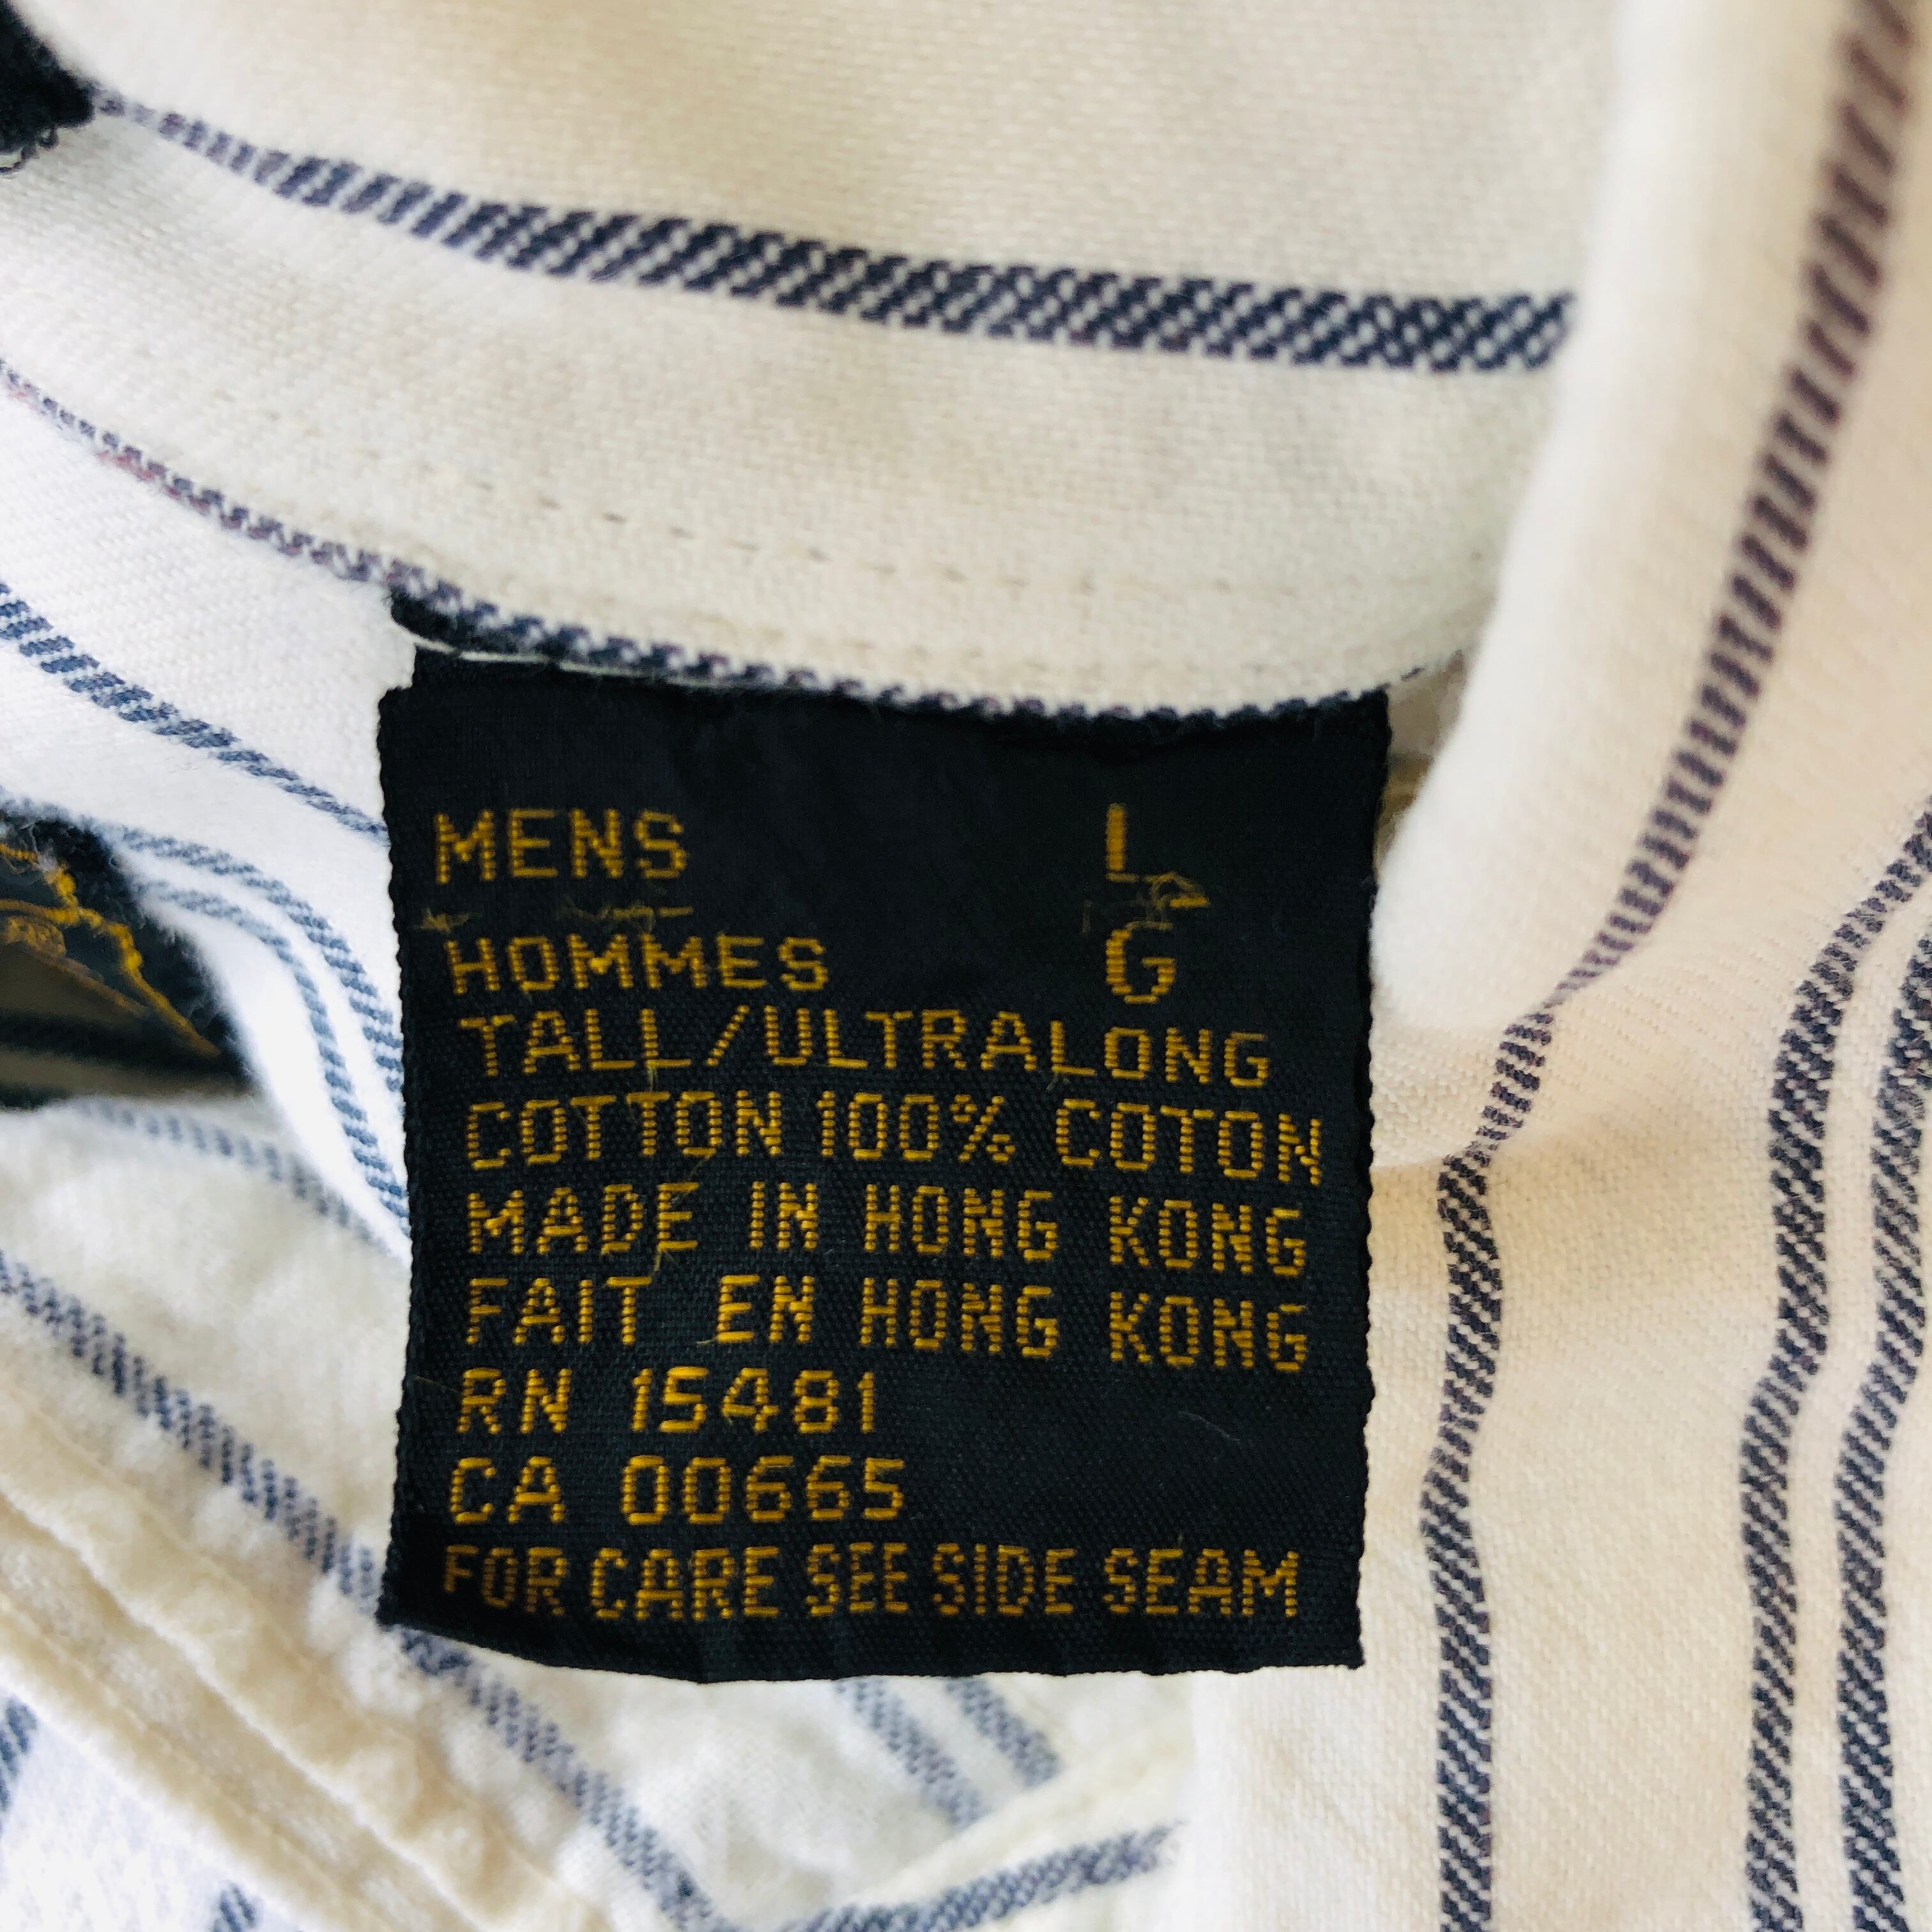 MENS L
HOMMES G
TALL/ULTRALONG
COTTON 100% COTON
MADE IN HONG KONG
FAIT EN HONG KONG
RN 15481
CA 00665
FOR CARE SEE SIDE SEAM